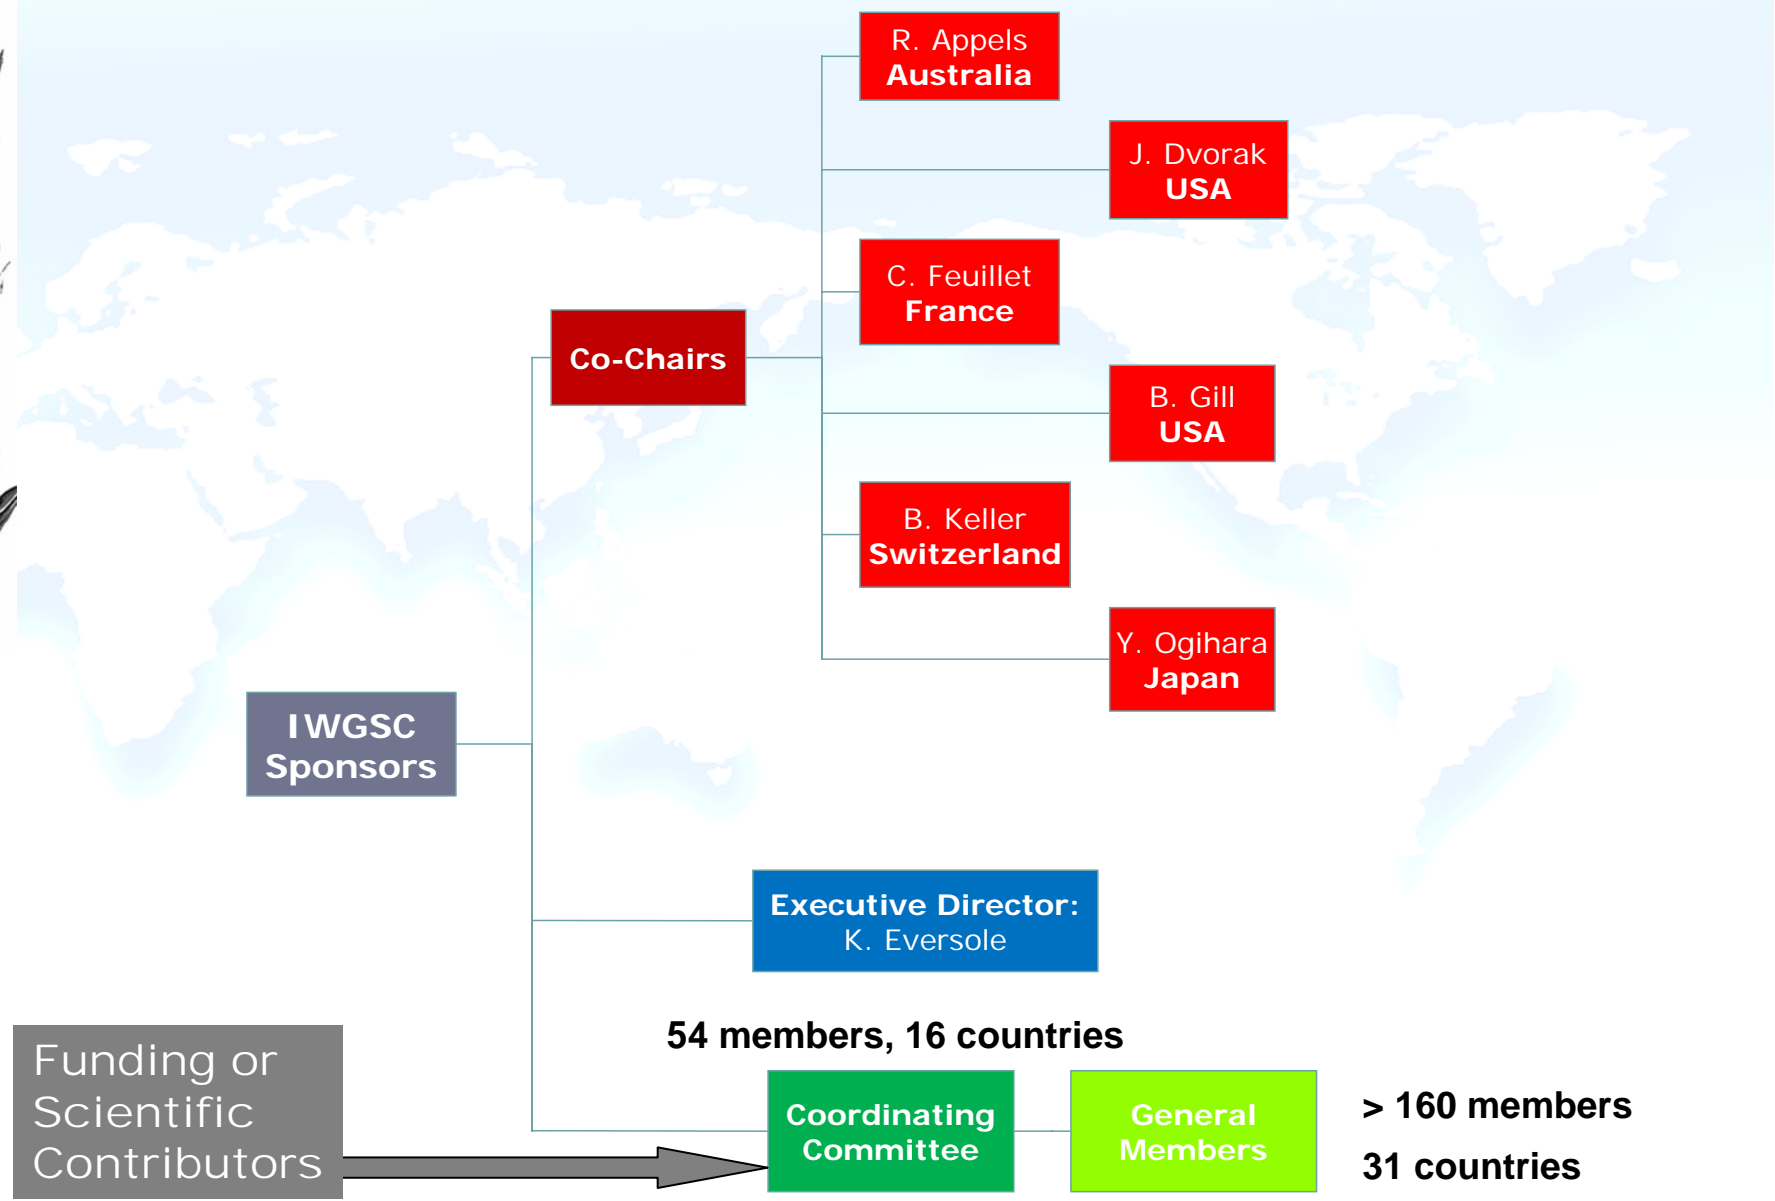 R. Appels
Australia
J. Dvorak
USA
C. Feuillet
France
Co-Chairs
B. Gill
USA
B. Keller
Switzerland
Y. Ogihara
Japan
IWGSC
Sponsors
Executive Director:
K. Eversole
54 members, 16 countries
Funding or
Scientific
Contributors
Coordinating
Committee
General
Members
> 160 members
31 countries